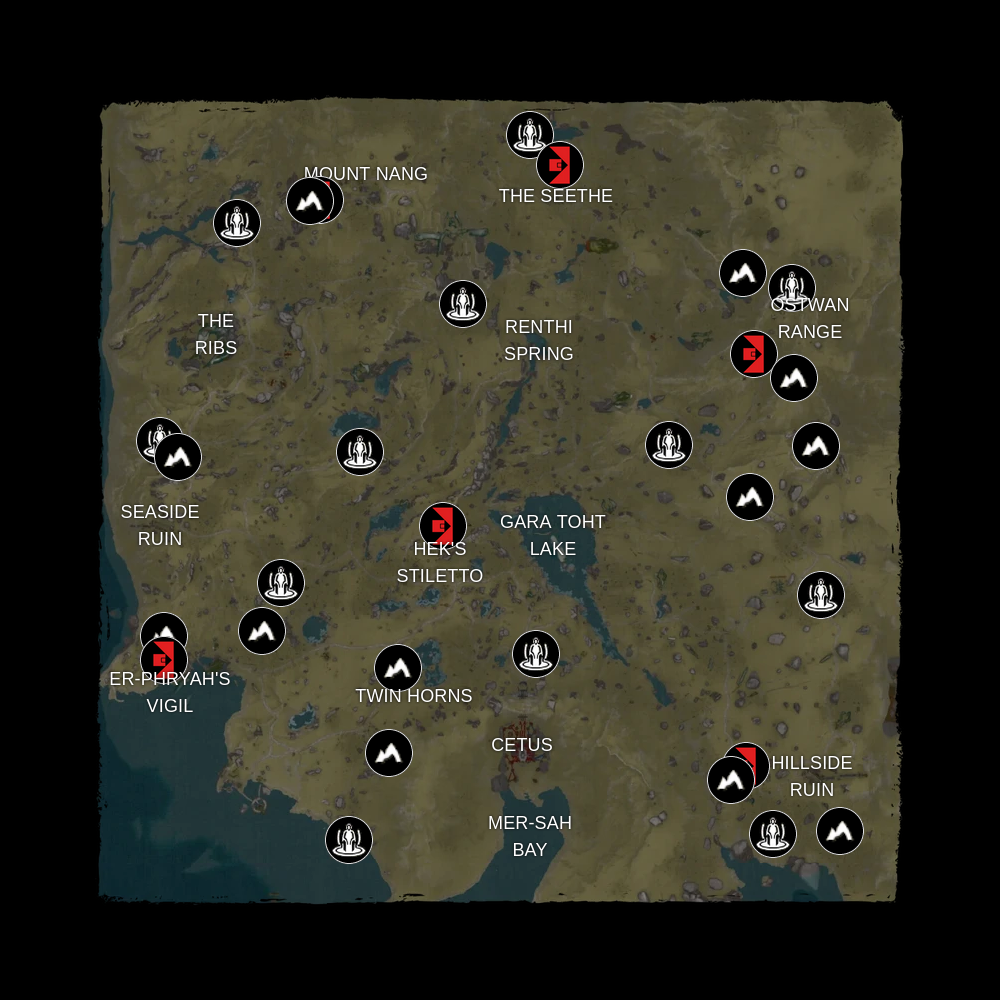 MOUNT NANG
THE SEETHE
OSTWAN
RANGE
THE
RIBS
RENTHI
SPRING
SEASIDE
RUIN
GARA TOHT
LAKE
HEK'S
STILETTO
ER-PHRYAH'S
VIGIL
TWIN HORNS
CETUS
HILLSIDE
RUIN
MER-SAH
BAY